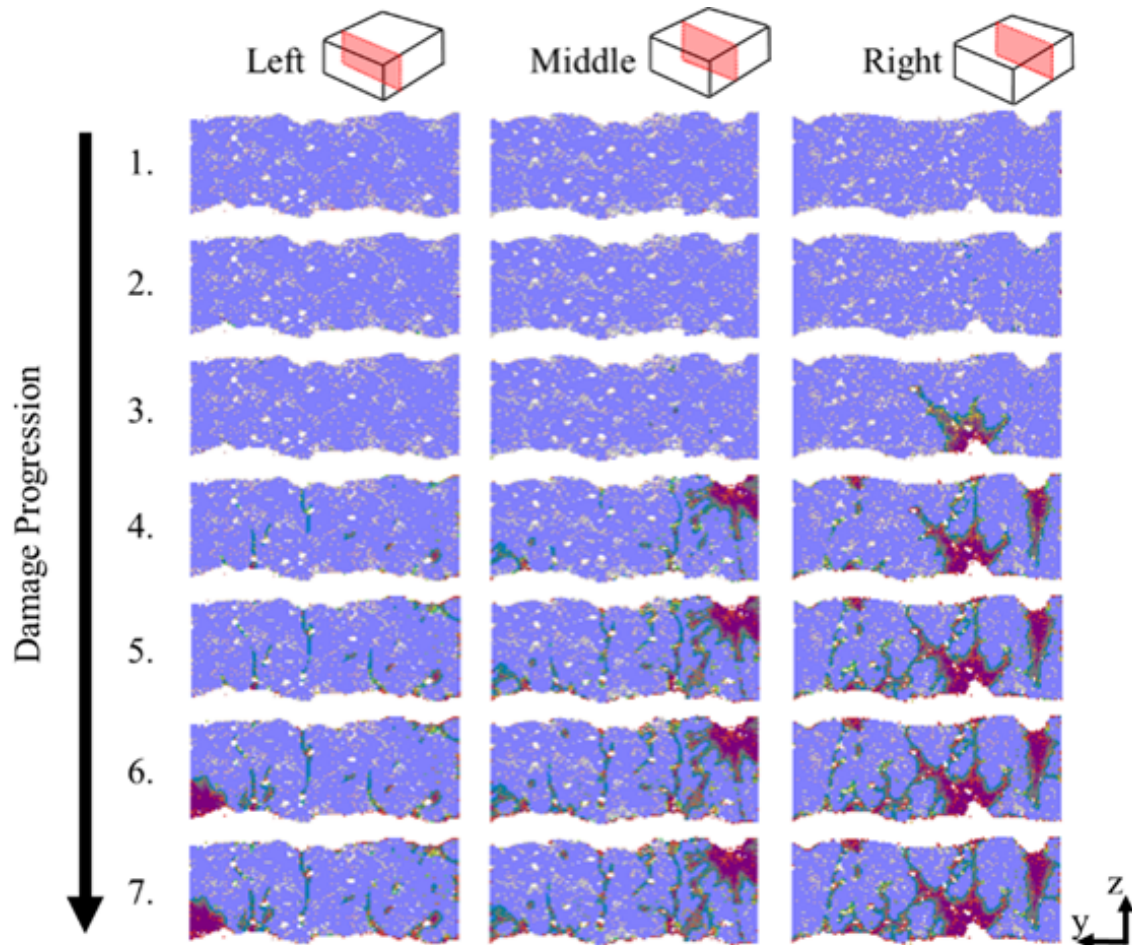 Left
Middle
Right
Damage Progression
1.
2.
3.
4.
5.
6.
7.
z
y